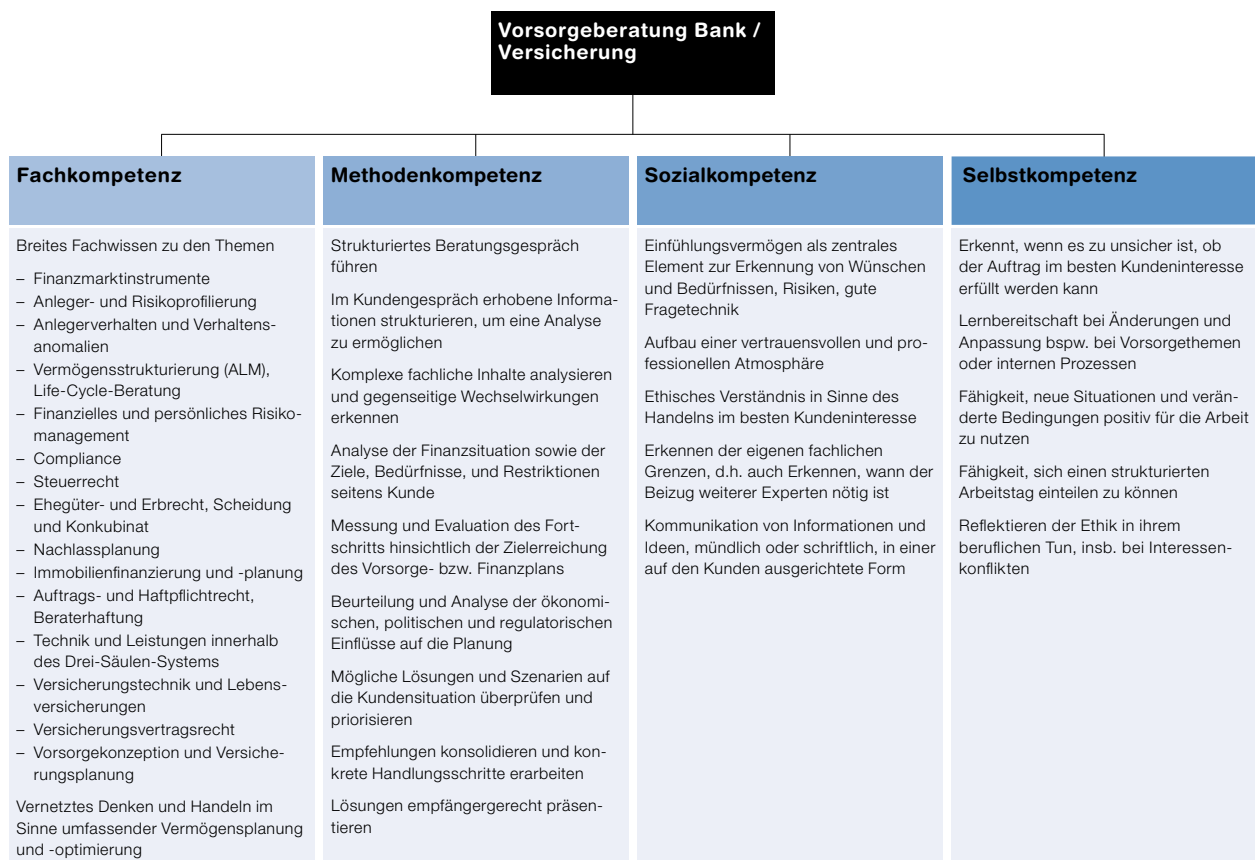 Vorsorgeberatung Bank /
Versicherung
Fachkompetenz
Breites Fachwissen zu den Themen
– Finanzmarktinstrumente
– Anleger- und Risikoprofilierung
– Anlegerverhalten und Verhaltens-
anomalien
– Vermögensstrukturierung (ALM),
Life-Cycle-Beratung
– Finanzielles und persönliches Risiko-
management
– Compliance
– Steuerrecht
– Ehegüter- und Erbrecht, Scheidung
und Konkubinat
– Nachlassplanung
– Immobilienfinanzierung und -planung
– Auftrags- und Haftpflichtrecht,
Beraterhaftung
– Technik und Leistungen innerhalb
des Drei-Säulen-Systems
– Versicherungstechnik und Lebens-
versicherungen
– Versicherungsvertragsrecht
– Vorsorgekonzeption und Versiche-
rungsplanung
Vernetztes Denken und Handeln im
Sinne umfassender Vermögensplanung
und -optimierung
Methodenkompetenz
Strukturiertes Beratungsgespräch
führen
Im Kundengespräch erhobene Informa-
tionen strukturieren, um eine Analyse
zu ermöglichen
Komplexe fachliche Inhalte analysieren
und gegenseitige Wechselwirkungen
erkennen
Analyse der Finanzsituation sowie der
Ziele, Bedürfnisse, und Restriktionen
seitens Kunde
Messung und Evaluation des Fort-
schritts hinsichtlich der Zielerreichung
des Vorsorge- bzw. Finanzplans
Beurteilung und Analyse der ökonomi-
schen, politischen und regulatorischen
Einflüsse auf die Planung
Mögliche Lösungen und Szenarien auf
die Kundensituation überprüfen und
priorisieren
Empfehlungen konsolidieren und kon-
krete Handlungsschritte erarbeiten
Lösungen empfängergerecht präsen-
tieren
Sozialkompetenz
Einfühlungsvermögen als zentrales
Element zur Erkennung von Wünschen
und Bedürfnissen, Risiken, gute
Fragetechnik
Aufbau einer vertrauensvollen und pro-
fessionellen Atmosphäre
Ethisches Verständnis in Sinne des
Handelns im besten Kundeninteresse
Erkennen der eigenen fachlichen
Grenzen, d.h. auch Erkennen, wann der
Beizug weiterer Experten nötig ist
Kommunikation von Informationen und
Ideen, mündlich oder schriftlich, in einer
auf den Kunden ausgerichtete Form
Selbstkompetenz
Erkennt, wenn es zu unsicher ist, ob
der Auftrag im besten Kundeninteresse
erfüllt werden kann
Lernbereitschaft bei Änderungen und
Anpassung bspw. bei Vorsorgethemen
oder internen Prozessen
Fähigkeit, neue Situationen und verän-
derte Bedingungen positiv für die Arbeit
zu nutzen
Fähigkeit, sich einen strukturierten
Arbeitstag einteilen zu können
Reflektieren der Ethik in ihrem
beruflichen Tun, insb. bei Interessen-
konflikten